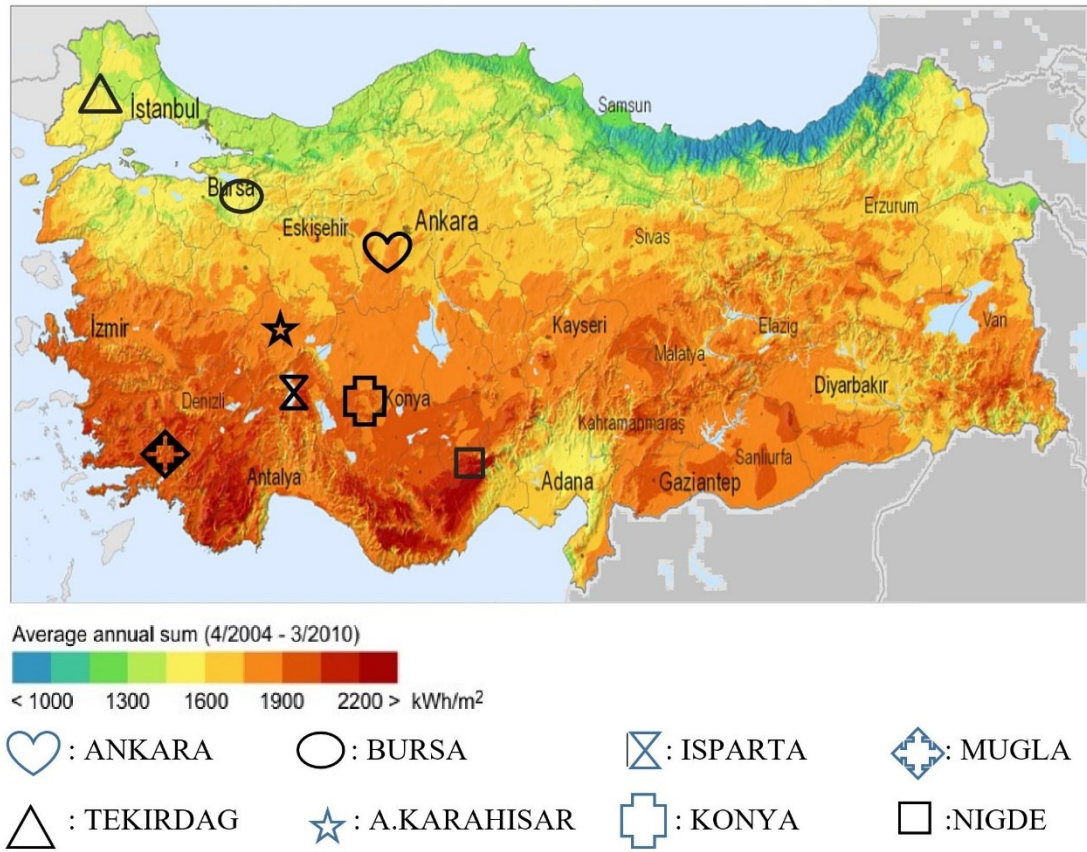 İstanbul
Samsun
Bursa
Eskişehir
Ankara
Erzurum
Sivas
İzmir
Kayseri
Elazig
Van
Malatya
Denizli
Konya
Diyarbakır
Kahramanmaraş
Antalya
Adana
Gaziantep
Sanlıurfa
Average annual sum (4/2004 - 3/2010)
< 1000 1300 1600 1900 2200 > kWh/m²
: ANKARA : BURSA : ISPARTA : MUGLA
: TEKIRDAG : A.KARAHISAR : KONYA :NIGDE